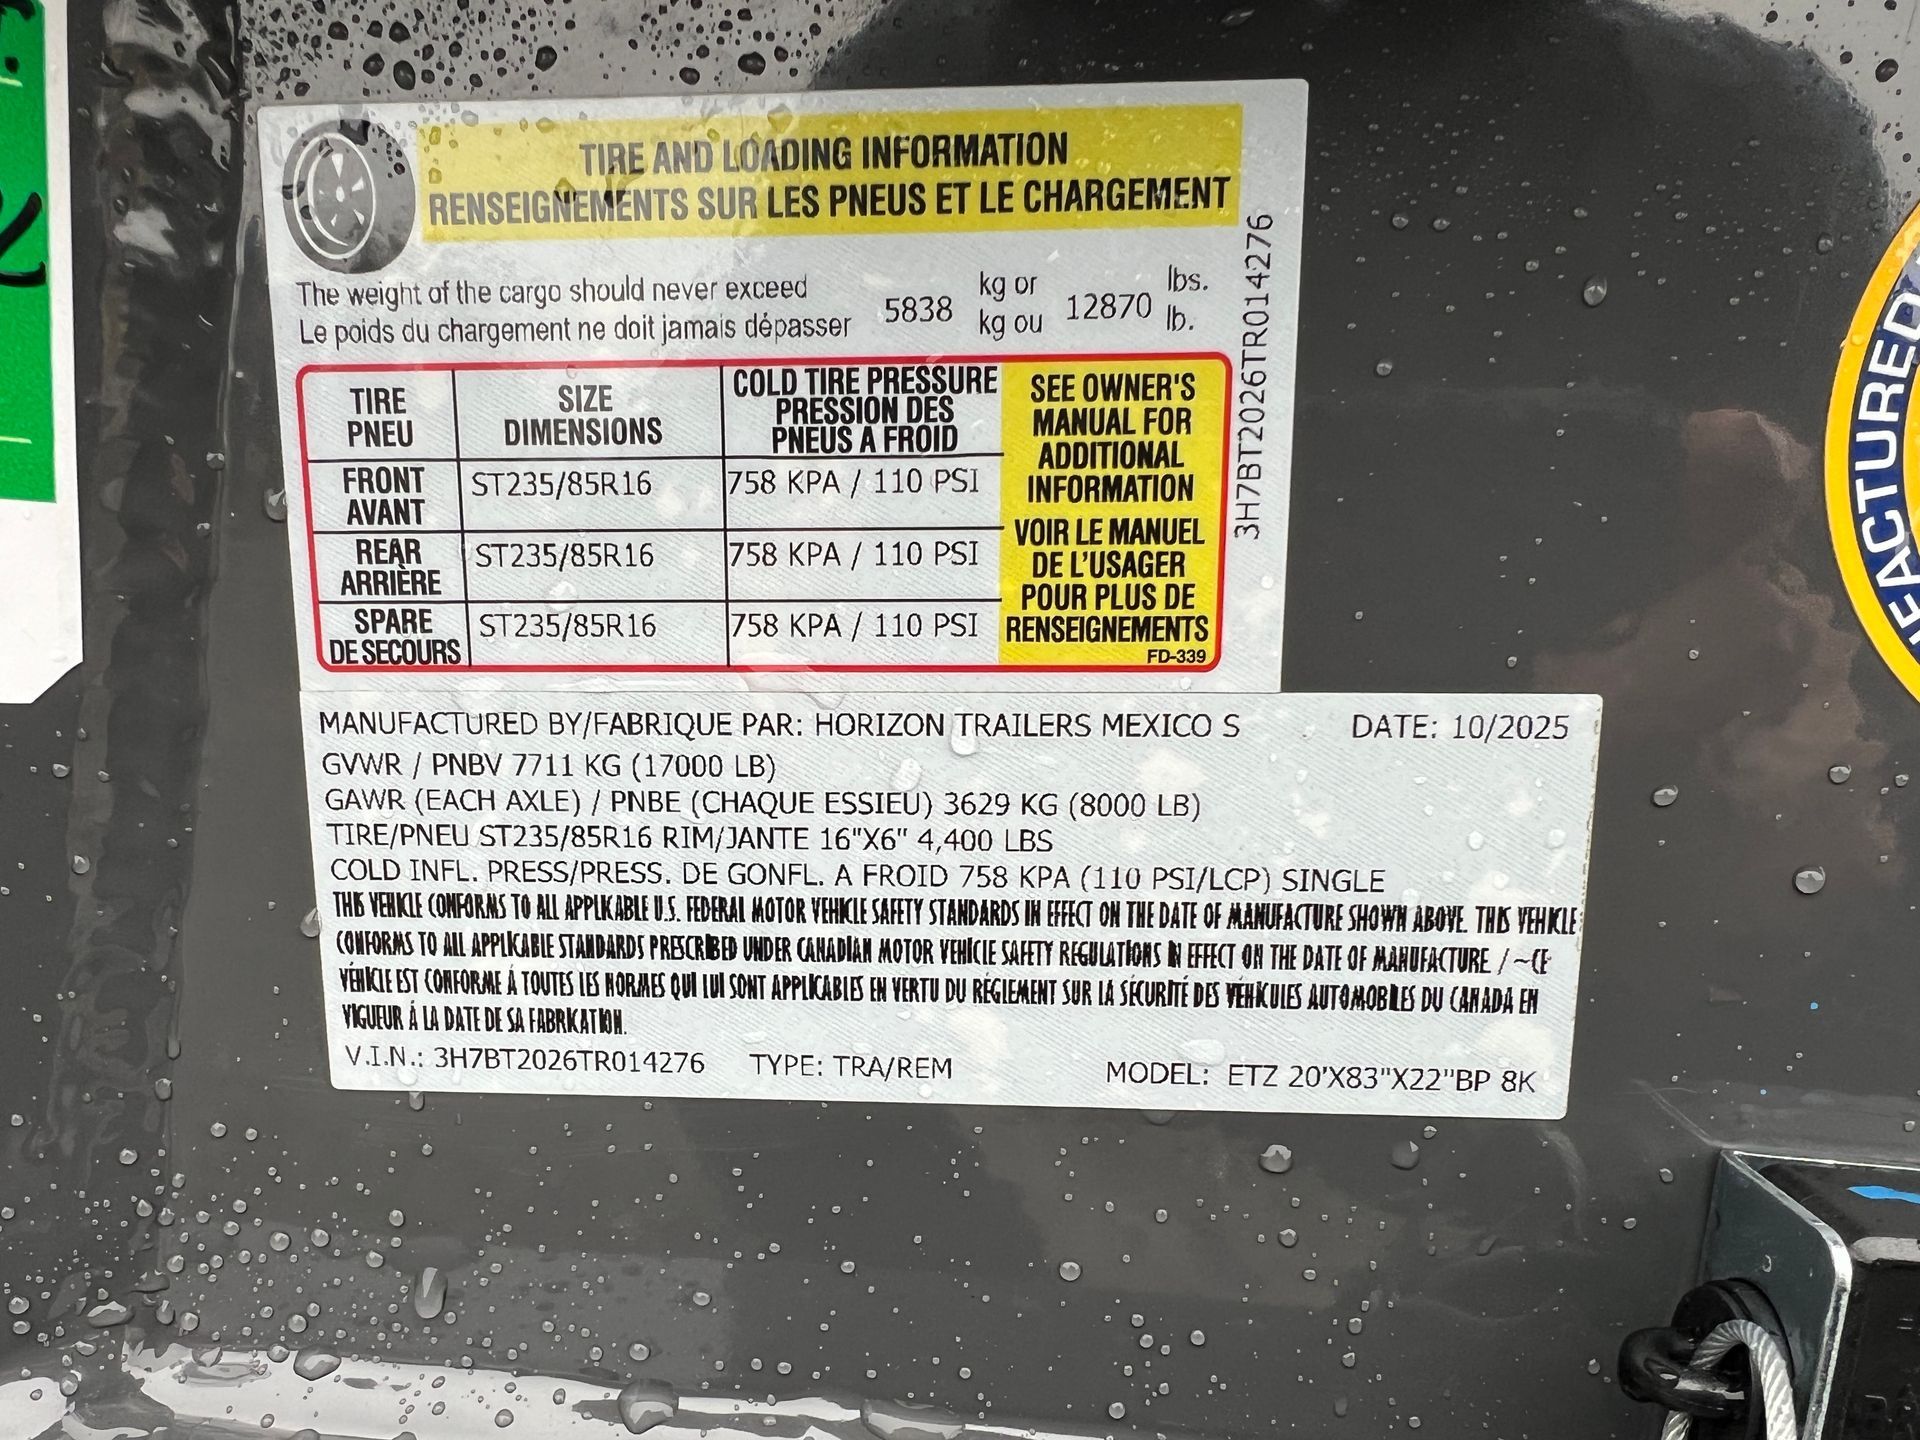 TIRE AND LOADING INFORMATION
RENSEIGNEMENTS SUR LES PNEUS ET LE CHARGEMENT
The weight of the cargo should never exceed
Le poids du chargement ne doit jamais dépasser
5838
kg or
kg ou
12870
lbs.
lb.
3H7BT2026TR014276
TIRE
PNEU
SIZE
DIMENSIONS
COLD TIRE PRESSURE
PRESSION DES
PNEUS A FROID
FRONT
AVANT
ST235/85R16
758 KPA / 110 PSI
REAR
ARRIÈRE
ST235/85R16
758 KPA / 110 PSI
SPARE
DE SECOURS
ST235/85R16
758 KPA / 110 PSI
SEE OWNER'S
MANUAL FOR
ADDITIONAL
INFORMATION
VOIR LE MANUEL
DE L'USAGER
POUR PLUS DE
RENSEIGNEMENTS
FD-339
MANUFACTURED BY/FABRIQUE PAR: HORIZON TRAILERS MEXICO S DATE: 10/2025
GVWR / PNBV 7711 KG (17000 LB)
GAWR (EACH AXLE) / PNBE (CHAQUE ESSIEU) 3629 KG (8000 LB)
TIRE/PNEU ST235/85R16 RIM/JANTE 16"X6" 4,400 LBS
COLD INFL. PRESS/PRESS. DE GONFL. A FROID 758 KPA (110 PSI/LCP) SINGLE
THIS VEHICLE CONFORMS TO ALL APPLICABLE U.S. FEDERAL MOTOR VEHICLE SAFETY STANDARDS IN EFFECT ON THE DATE OF MANUFACTURE SHOWN ABOVE. THIS VEHICLE
CONFORMS TO ALL APPLICABLE STANDARDS PRESCRIBED UNDER CANADIAN MOTOR VEHICLE SAFETY REGULATIONS IN EFFECT ON THE DATE OF MANUFACTURE. / ~CE
VÉHICLE EST CONFORME À TOUTES LES NORMES QUI LUI SONT APPLICABLES EN VERTU DU RÉGLEMENT SUR LA SÉCURITÉ DES VÉHICULES AUTOMOBILES DU CANADA EN
VIGUEUR À LA DATE DE SA FABRICATION.
V.I.N.: 3H7BT2026TR014276 TYPE: TRA/REM MODEL: ETZ 20'X83"X22"BP 8K